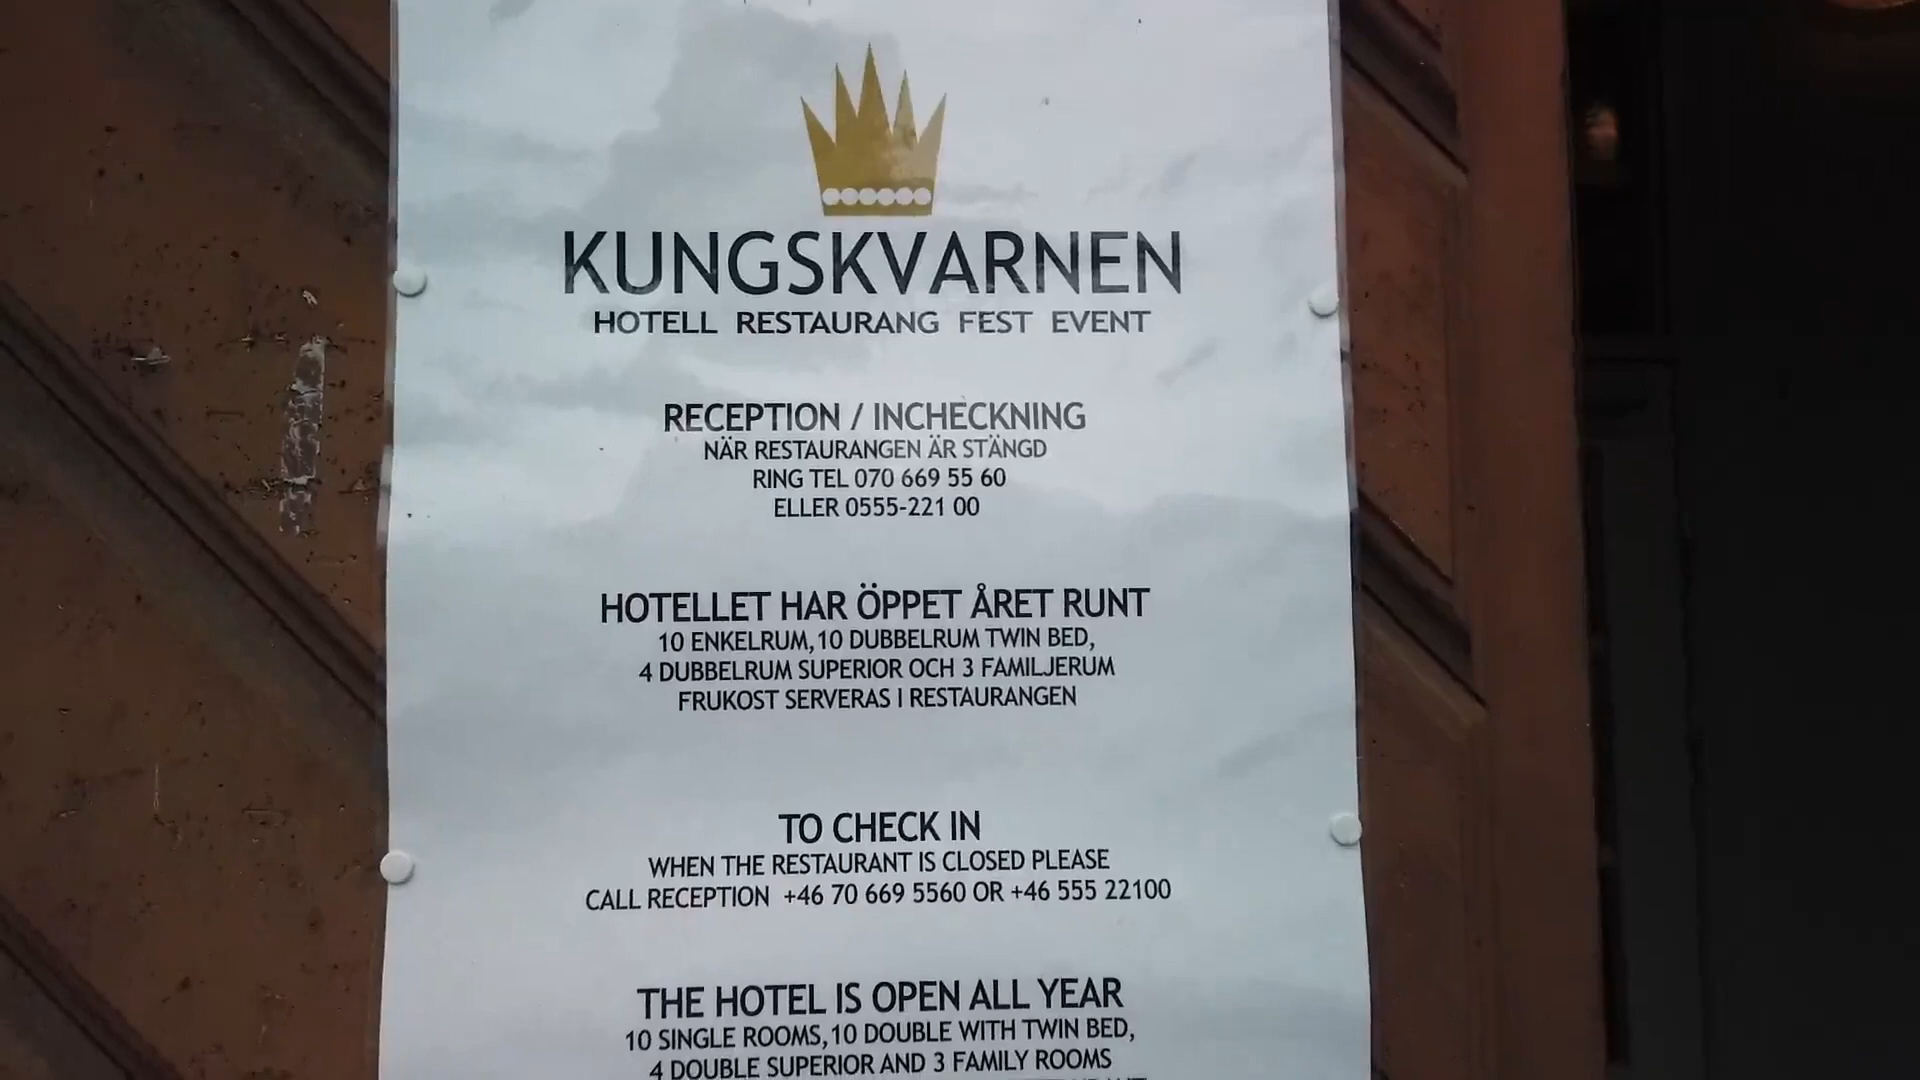 KUNGSKVARNEN
HOTELL RESTAURANG FEST EVENT
RECEPTION / INCHECKNING
NÄR RESTAURANGEN ÄR STÄNGD
RING TEL 070 669 55 60
ELLER 0555-221 00
HOTELLET HAR ÖPPET ÅRET RUNT
10 ENKELRUM, 10 DUBBELRUM TWIN BED,
4 DUBBELRUM SUPERIOR OCH 3 FAMILJERUM
FRUKOST SERVERAS I RESTAURANGEN
TO CHECK IN
WHEN THE RESTAURANT IS CLOSED PLEASE
CALL RECEPTION +46 70 669 5560 OR +46 555 22100
THE HOTEL IS OPEN ALL YEAR
10 SINGLE ROOMS, 10 DOUBLE WITH TWIN BED,
4 DOUBLE SUPERIOR AND 3 FAMILY ROOMS